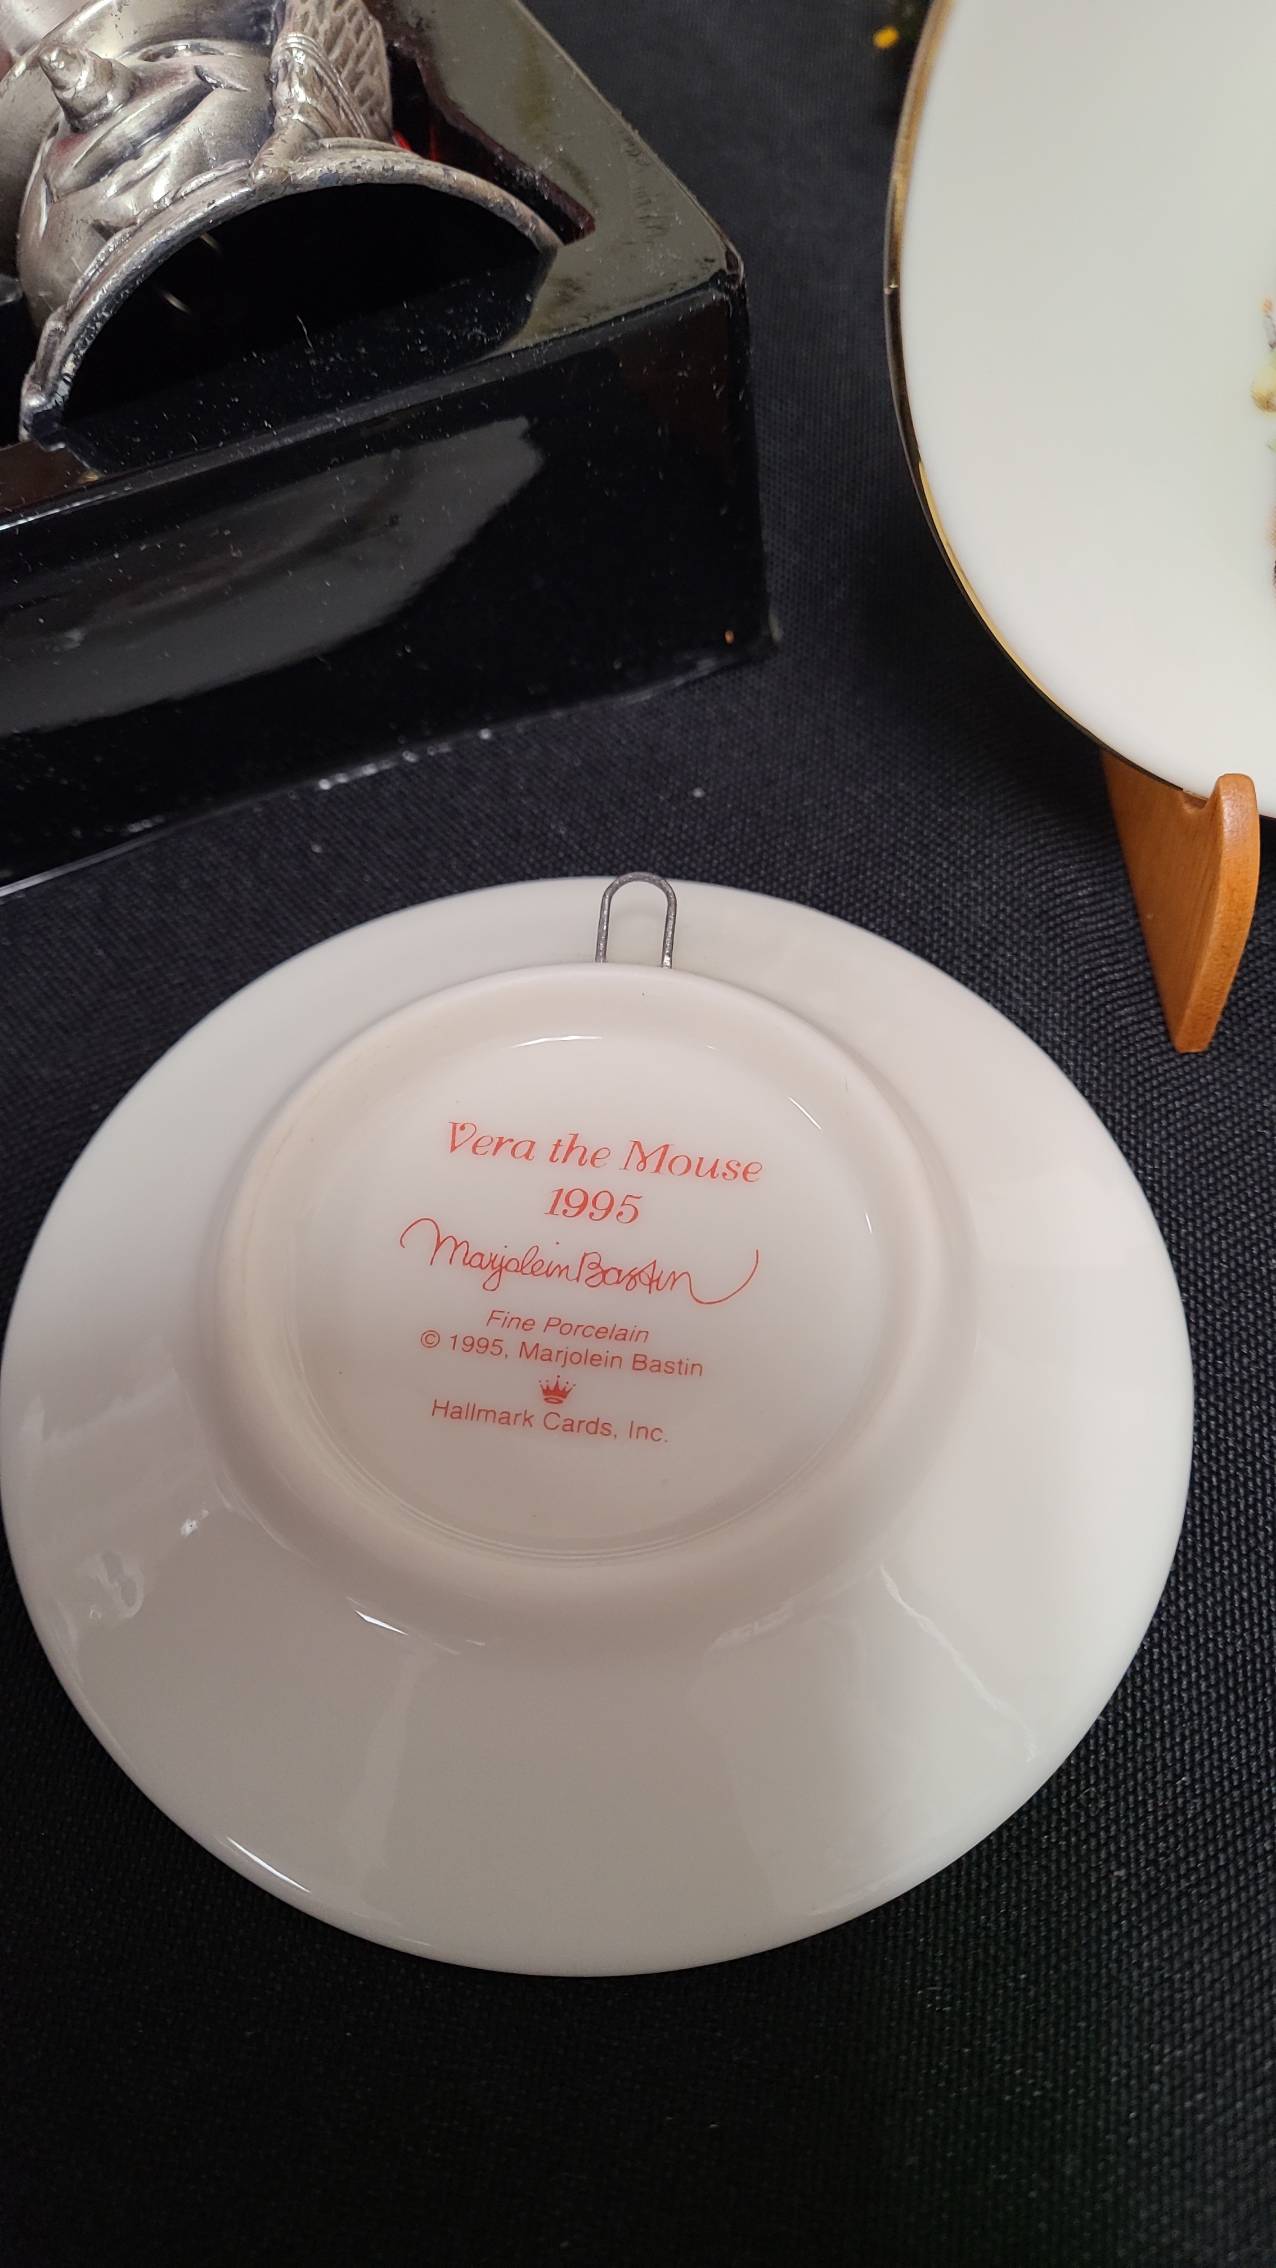 Vera the Mouse
1995
Marjolein Bastin
Fine Porcelain
© 1995, Marjolein Bastin
Hallmark Cards, Inc.